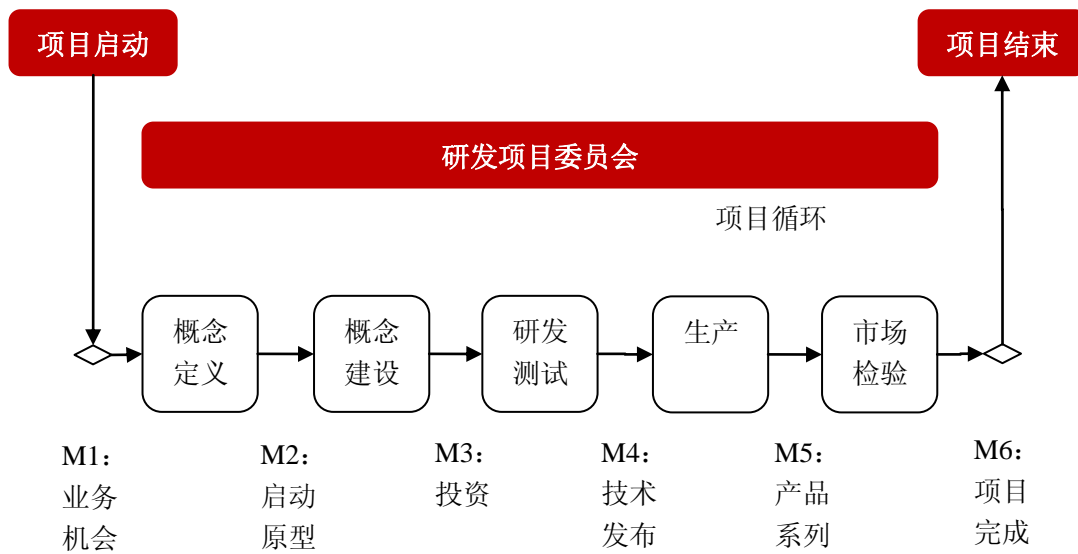 项目启动
项目结束
研发项目委员会
项目循环
概念
定义
概念
建设
研发
测试
生产
市场
检验
M1：
业务
机会
M2：
启动
原型
M3：
投资
M4：
技术
发布
M5：
产品
系列
M6：
项目
完成